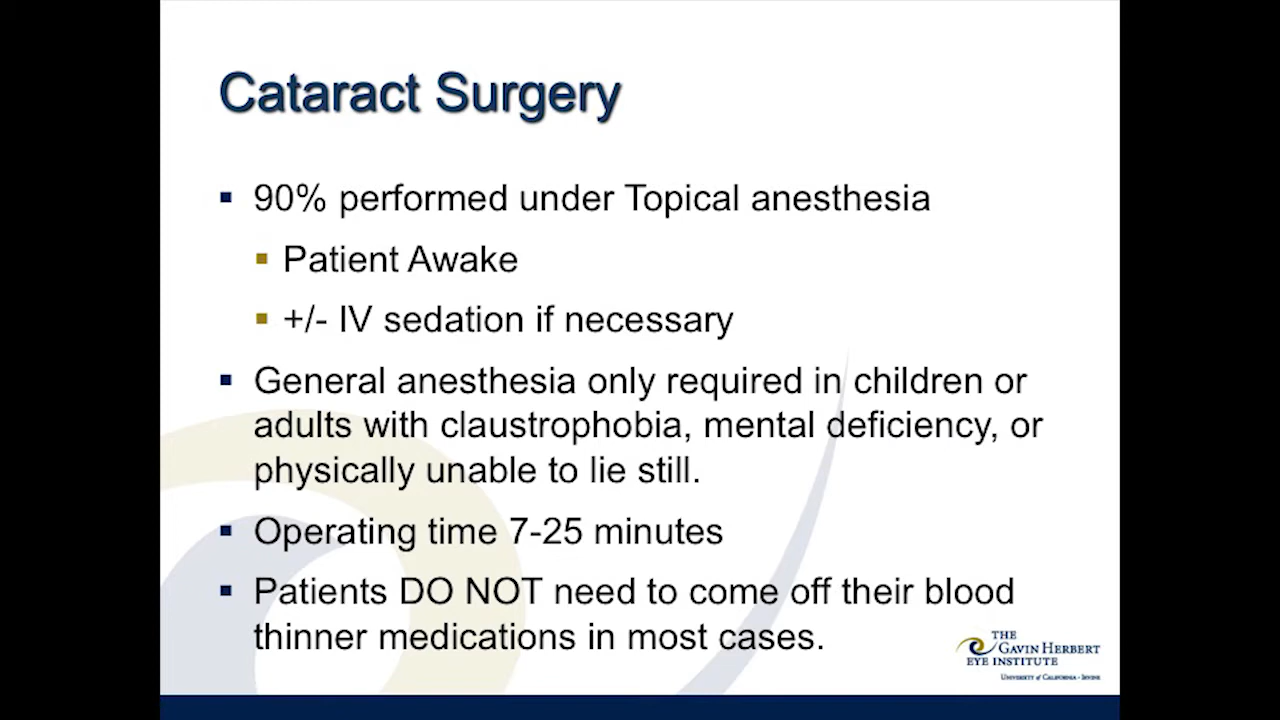 Cataract Surgery
90% performed under Topical anesthesia
Patient Awake
+/- IV sedation if necessary
General anesthesia only required in children or
adults with claustrophobia, mental deficiency, or
physically unable to lie still.
Operating time 7-25 minutes
Patients DO NOT need to come off their blood
thinner medications in most cases.
THE
GAVIN HERBERT
EYE INSTITUTE
UNIVERSITY of CALIFORNIA - IRVINE